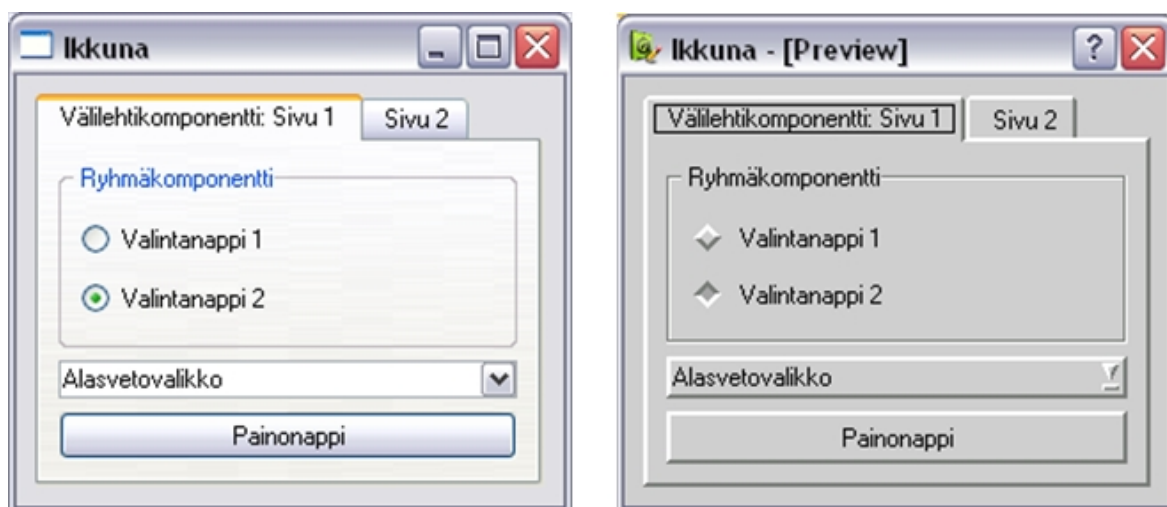 Ikkuna
Välilehtikomponentti: Sivu 1 Sivu 2
Ryhmäkomponentti
Valintanappi 1
Valintanappi 2
Alasvetovalikko
Painonappi
Ikkuna - [Preview]
Välilehtikomponentti: Sivu 1 Sivu 2
Ryhmäkomponentti
Valintanappi 1
Valintanappi 2
Alasvetovalikko
Painonappi